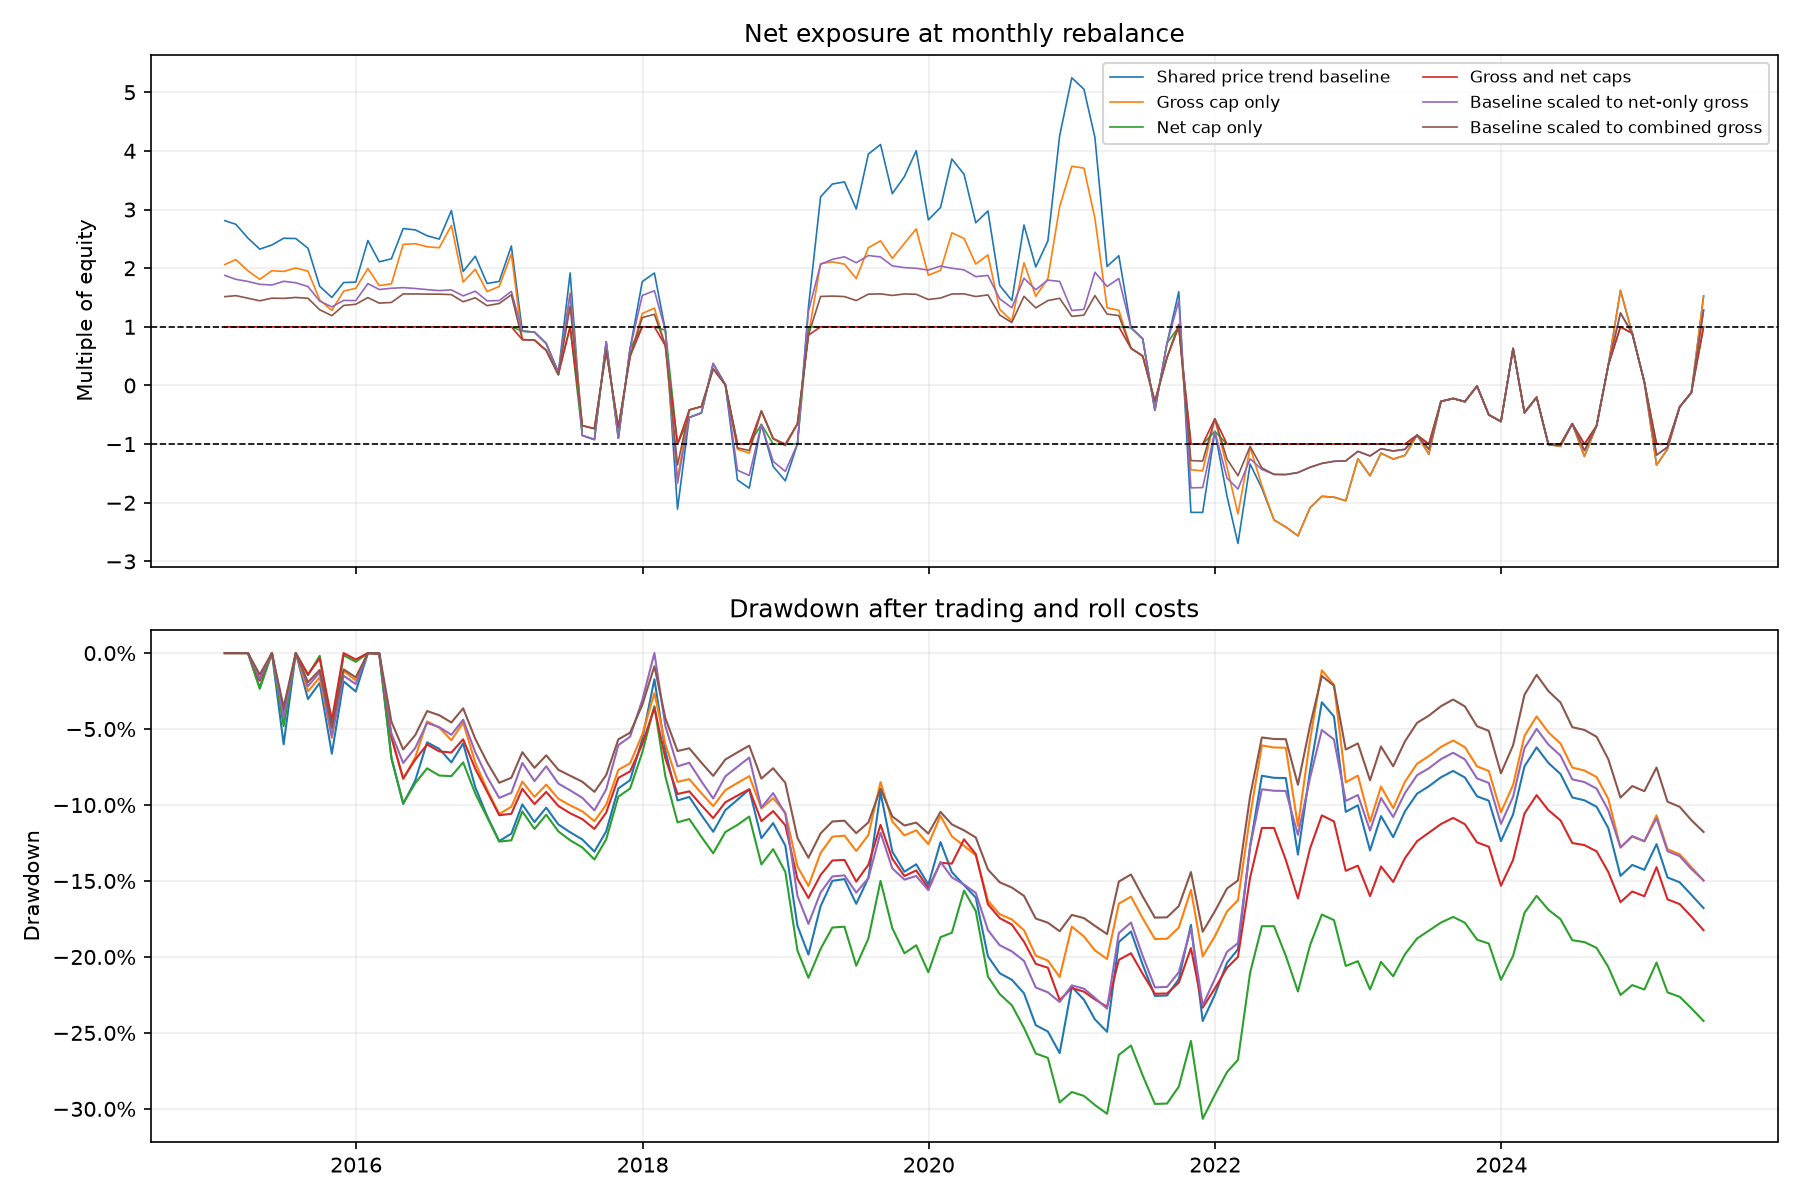 Net exposure at monthly rebalance
Multiple of equity
5
4
3
2
1
0
−1
−2
−3
Shared price trend baseline
Gross cap only
Net cap only
Gross and net caps
Baseline scaled to net-only gross
Baseline scaled to combined gross
Drawdown after trading and roll costs
Drawdown
0.0%
−5.0%
−10.0%
−15.0%
−20.0%
−25.0%
−30.0%
2016
2018
2020
2022
2024